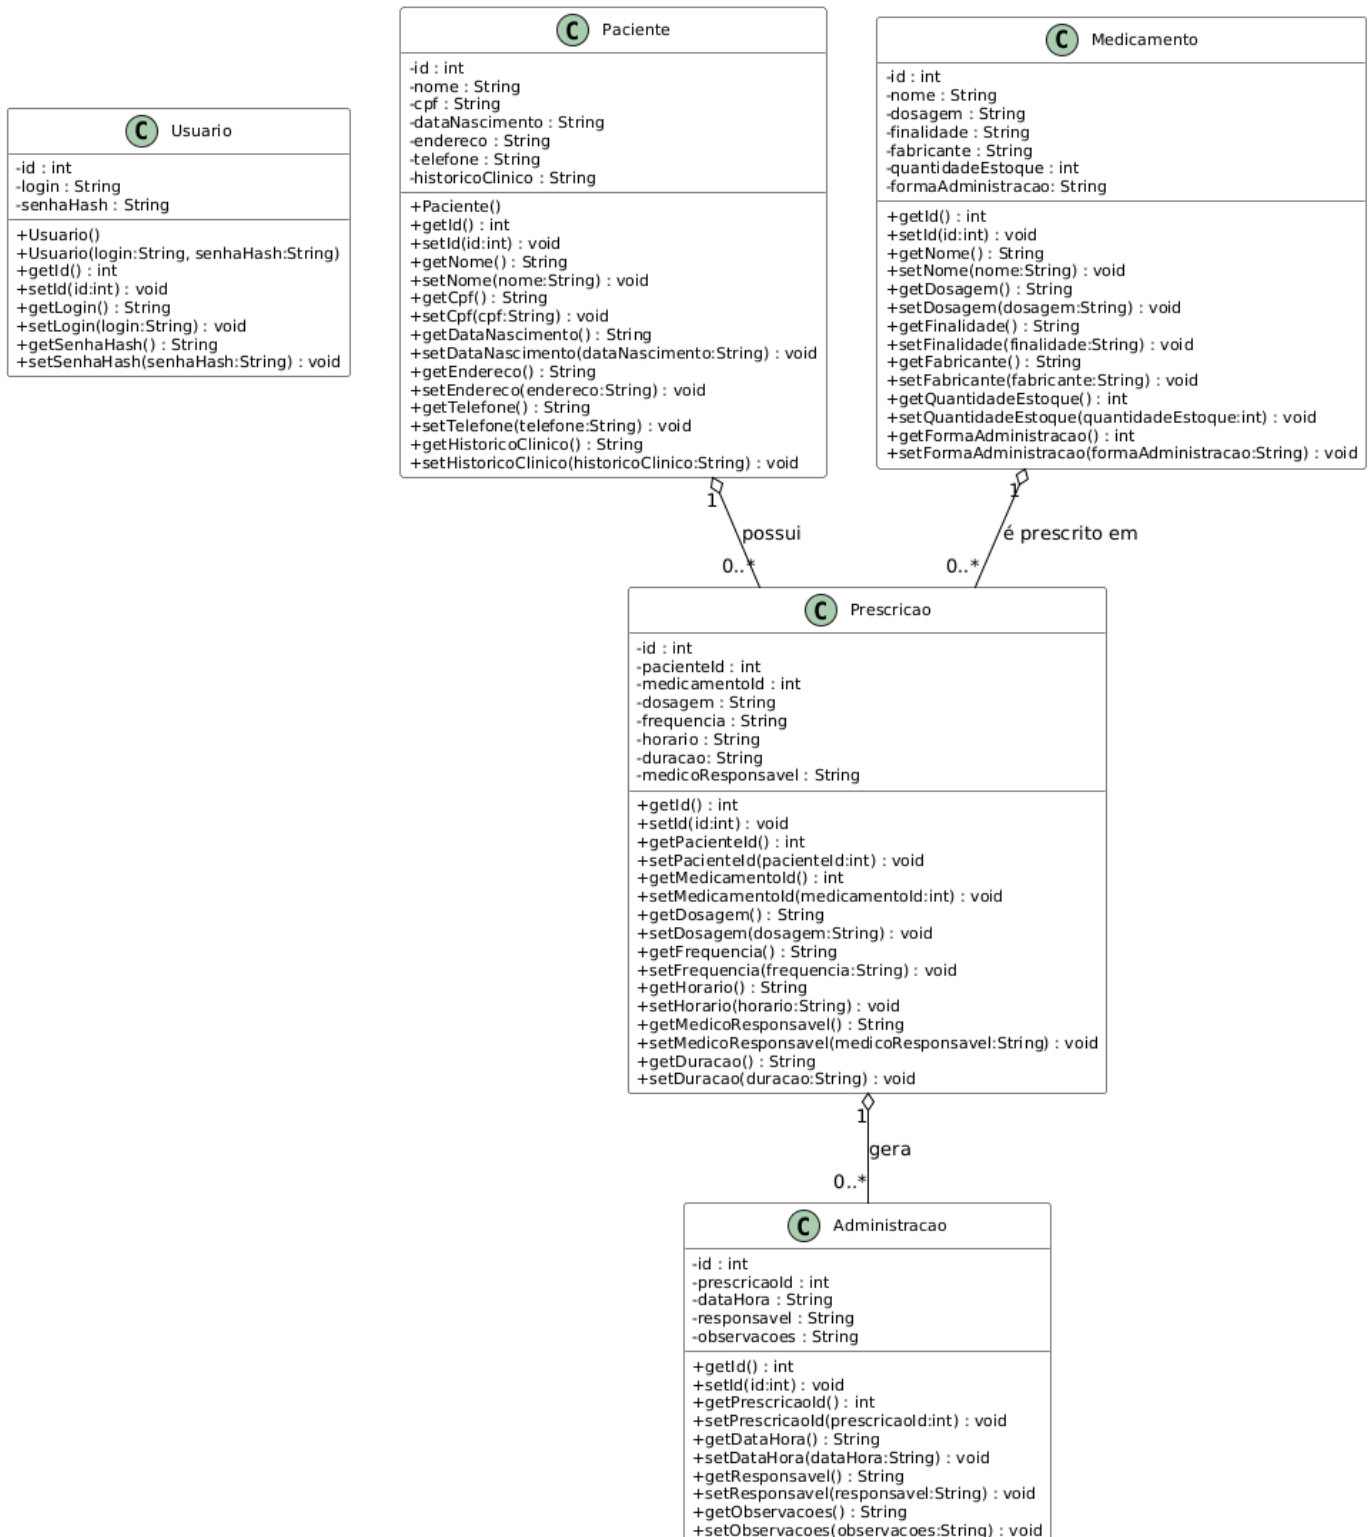 C Usuario
-id : int
-login : String
-senhaHash : String
+Usuario()
+Usuario(login:String, senhaHash:String)
+getId() : int
+setId(id:int) : void
+getLogin() : String
+setLogin(login:String) : void
+getSenhaHash() : String
+setSenhaHash(senhaHash:String) : void
C Paciente
-id : int
-nome : String
-cpf : String
-dataNascimento : String
-endereco : String
-telefone : String
-historicoClinico : String
+Paciente()
+getId() : int
+setId(id:int) : void
+getNome() : String
+setNome(nome:String) : void
+getCpf() : String
+setCpf(cpf:String) : void
+getDataNascimento() : String
+setDataNascimento(dataNascimento:String) : void
+getEndereco() : String
+setEndereco(endereco:String) : void
+getTelefone() : String
+setTelefone(telefone:String) : void
+getHistoricoClinico() : String
+setHistoricoClinico(historicoClinico:String) : void
C Medicamento
-id : int
-nome : String
-dosagem : String
-finalidade : String
-fabricante : String
-quantidadeEstoque : int
-formaAdministracao: String
+getId() : int
+setId(id:int) : void
+getNome() : String
+setNome(nome:String) : void
+getDosagem() : String
+setDosagem(dosagem:String) : void
+getFinalidade() : String
+setFinalidade(finalidade:String) : void
+getFabricante() : String
+setFabricante(fabricante:String) : void
+getQuantidadeEstoque() : int
+setQuantidadeEstoque(quantidadeEstoque:int) : void
+getFormaAdministracao() : int
+setFormaAdministracao(formaAdministracao:String) : void
1
possui
0..*
1
é prescrito em
0..*
C Prescricao
-id : int
-pacienteId : int
-medicamentoId : int
-dosagem : String
-frequencia : String
-horario : String
-duracao: String
-medicoResponsavel : String
+getId() : int
+setId(id:int) : void
+getPacienteId() : int
+setPacienteId(pacienteId:int) : void
+getMedicamentoId() : int
+setMedicamentoId(medicamentoId:int) : void
+getDosagem() : String
+setDosagem(dosagem:String) : void
+getFrequencia() : String
+setFrequencia(frequencia:String) : void
+getHorario() : String
+setHorario(horario:String) : void
+getMedicoResponsavel() : String
+setMedicoResponsavel(medicoResponsavel:String) : void
+getDuracao() : String
+setDuracao(duracao:String) : void
1
gera
0..*
C Administracao
-id : int
-prescricaoId : int
-dataHora : String
-responsavel : String
-observacoes : String
+getId() : int
+setId(id:int) : void
+getPrescricaoId() : int
+setPrescricaoId(prescricaoId:int) : void
+getDataHora() : String
+setDataHora(dataHora:String) : void
+getResponsavel() : String
+setResponsavel(responsavel:String) : void
+getObservacoes() : String
+setObservacoes(observacoes:String) : void